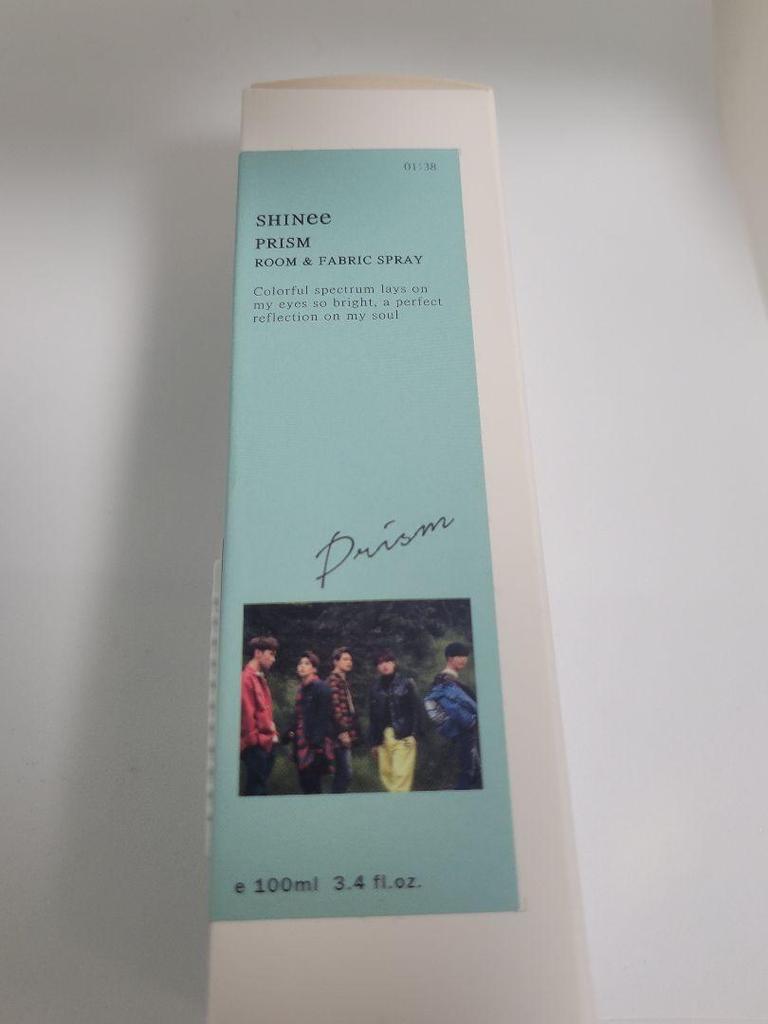 01:38
SHINee
PRISM
ROOM & FABRIC SPRAY
Colorful spectrum lays on
my eyes so bright, a perfect
reflection on my soul
Prism
e 100ml 3.4 fl.oz.